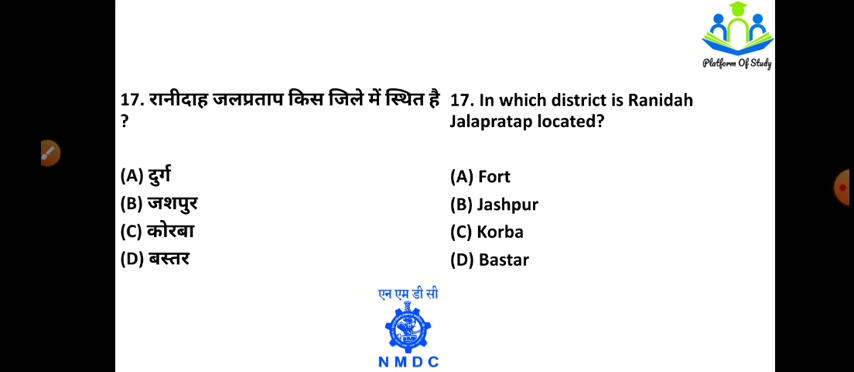 Platform Of Study
17. रानीदाह जलप्रताप किस जिले में स्थित है
?
(A) दुर्ग
(B) जशपुर
(C) कोरबा
(D) बस्तर
17. In which district is Ranidah
Jalapratap located?
(A) Fort
(B) Jashpur
(C) Korba
(D) Bastar
एन एम डी सी
NMDC